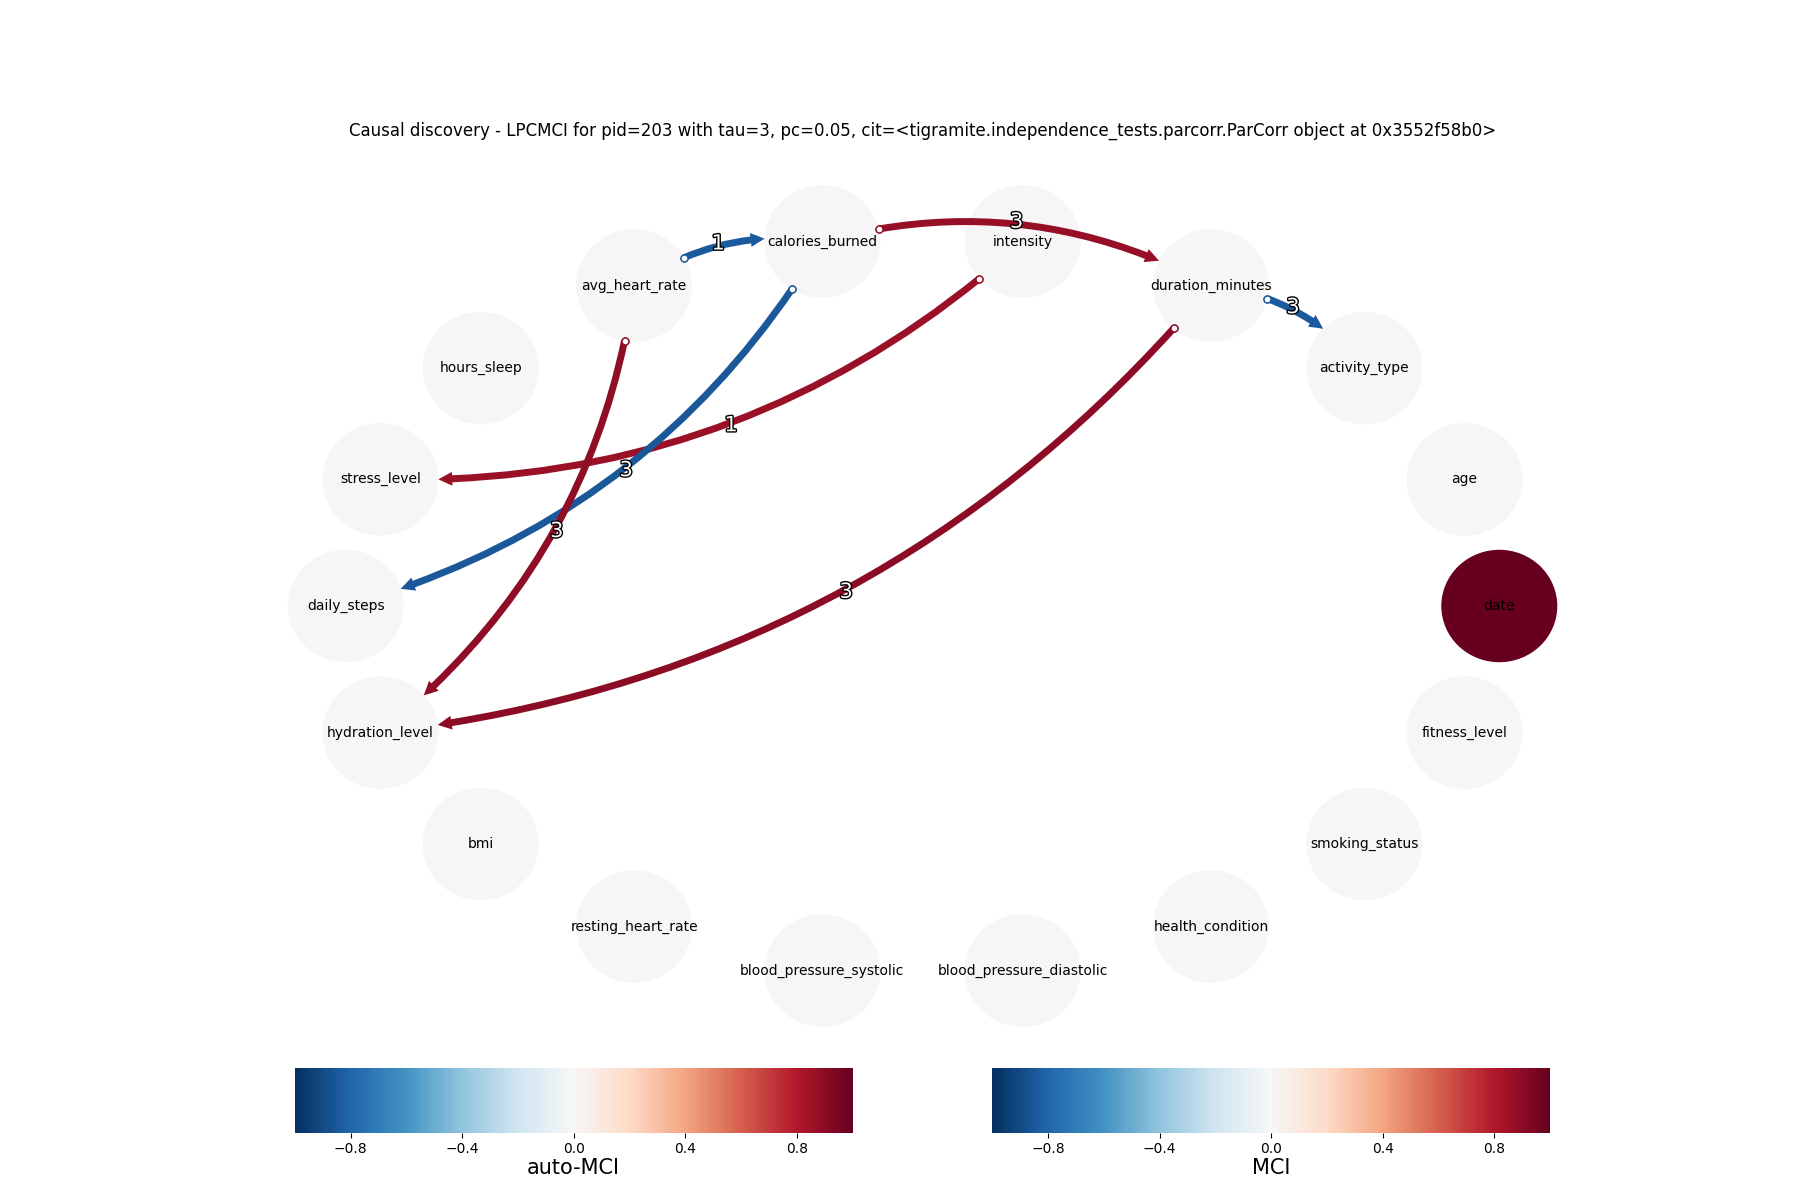 Causal discovery - LPCMCI for pid=203 with tau=3, pc=0.05, cit=<tigramite.independence_tests.parcorr.ParCorr object at 0x3552f58b0>
3
1 calories_burned intensity
avg_heart_rate duration_minutes
3
hours_sleep activity_type
1
3
stress_level age
3
3
daily_steps date
hydration_level fitness_level
bmi smoking_status
resting_heart_rate health_condition
blood_pressure_systolic blood_pressure_diastolic
−0.8 −0.4 0.0 0.4 0.8 −0.8 −0.4 0.0 0.4 0.8
auto-MCI MCI